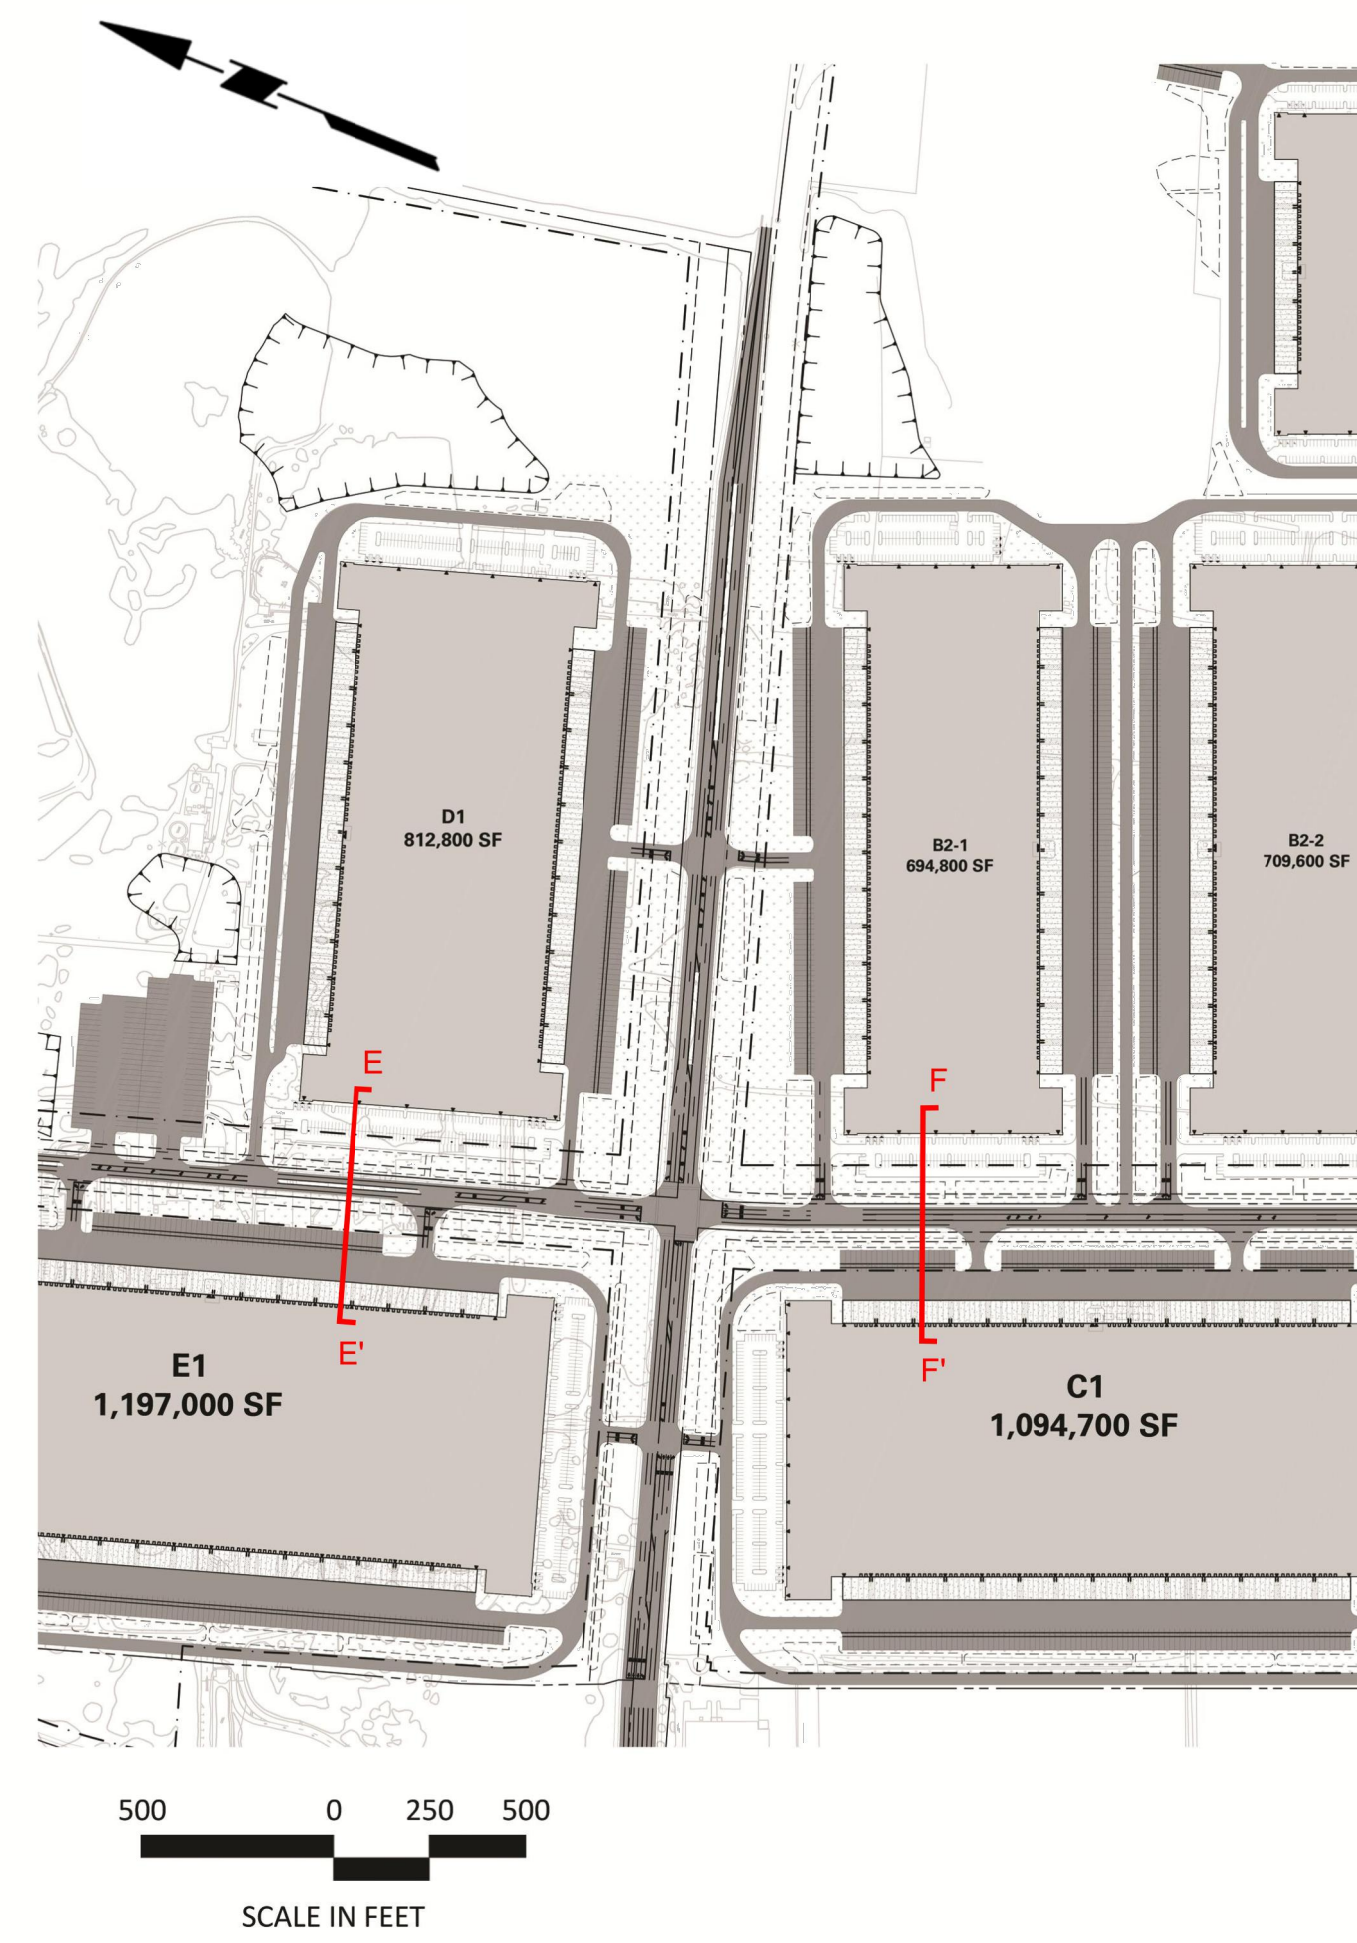 D1
812,800 SF
B2-1
694,800 SF
B2-2
709,600 SF
E
F
E'
F'
E1
1,197,000 SF
C1
1,094,700 SF
500 0 250 500
SCALE IN FEET